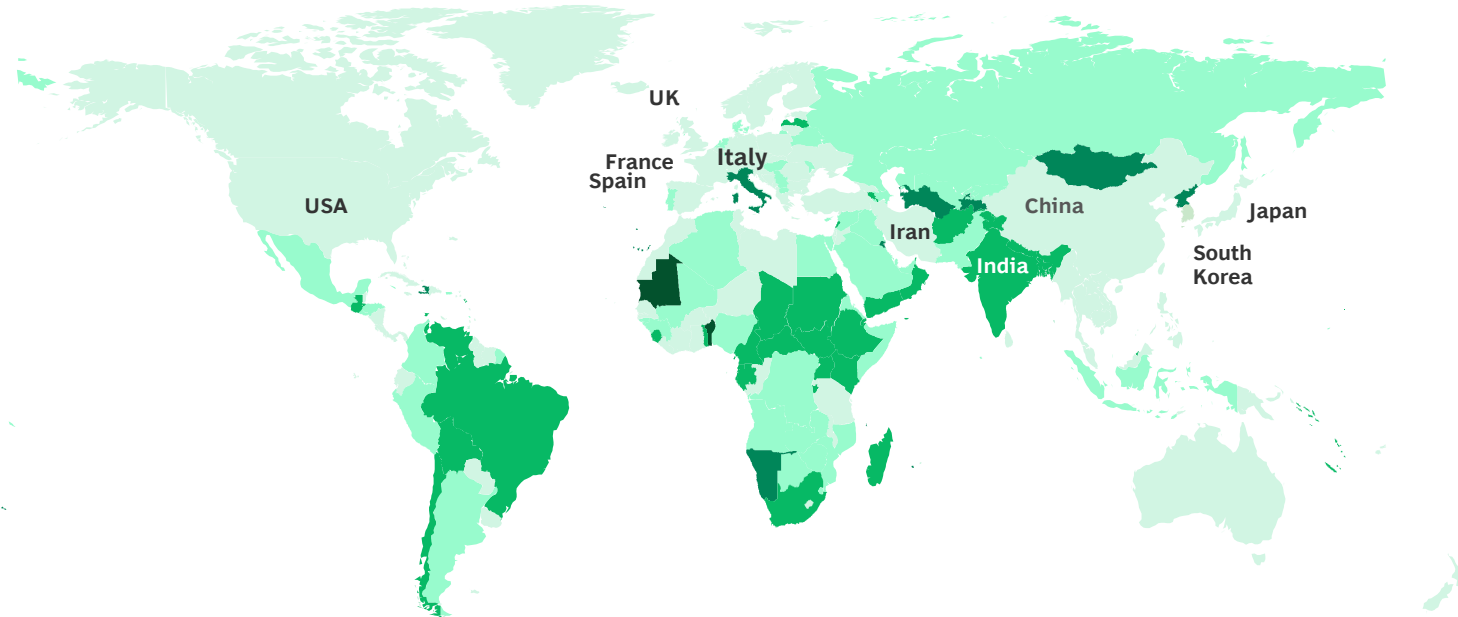 UK
France
Spain
Italy
USA
Iran
China
Japan
India
South
Korea